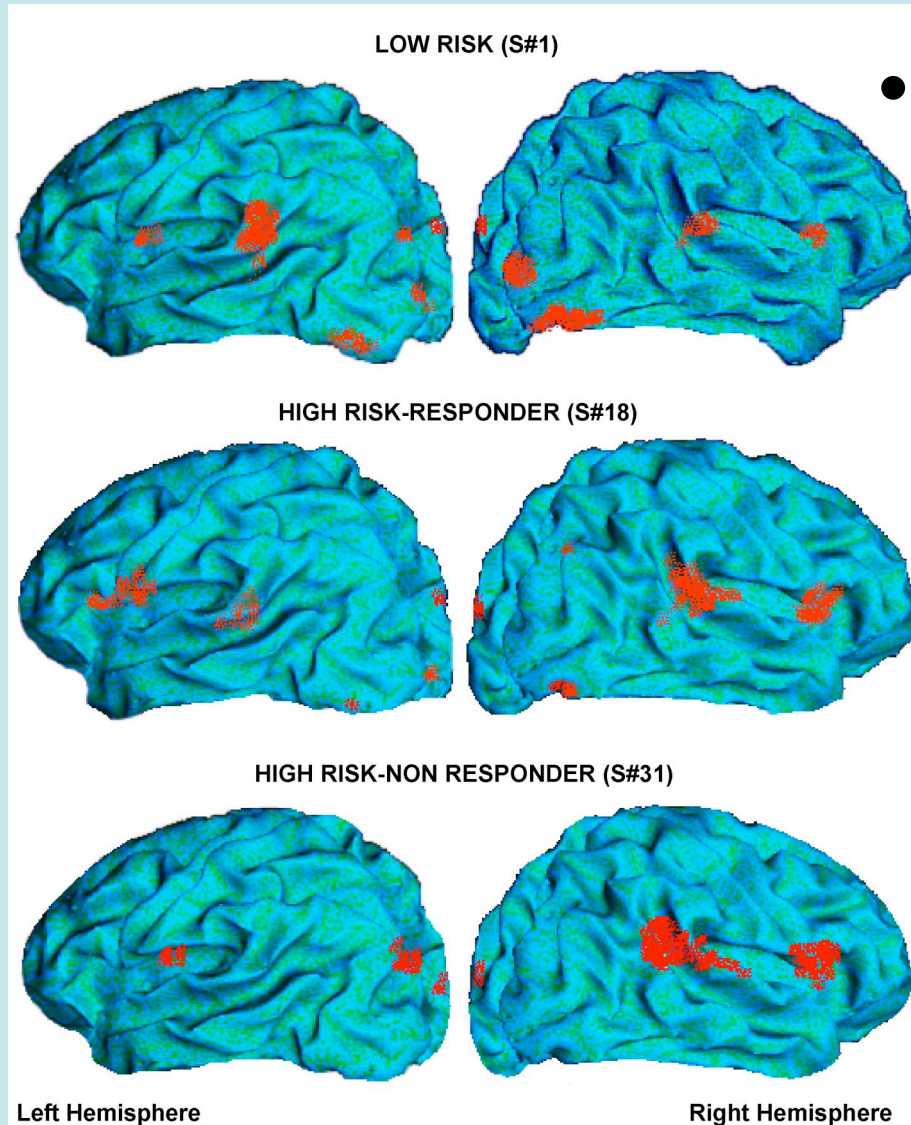 LOW RISK (S#1)
HIGH RISK-RESPONDER (S#18)
HIGH RISK-NON RESPONDER (S#31)
Left Hemisphere
Right Hemisphere